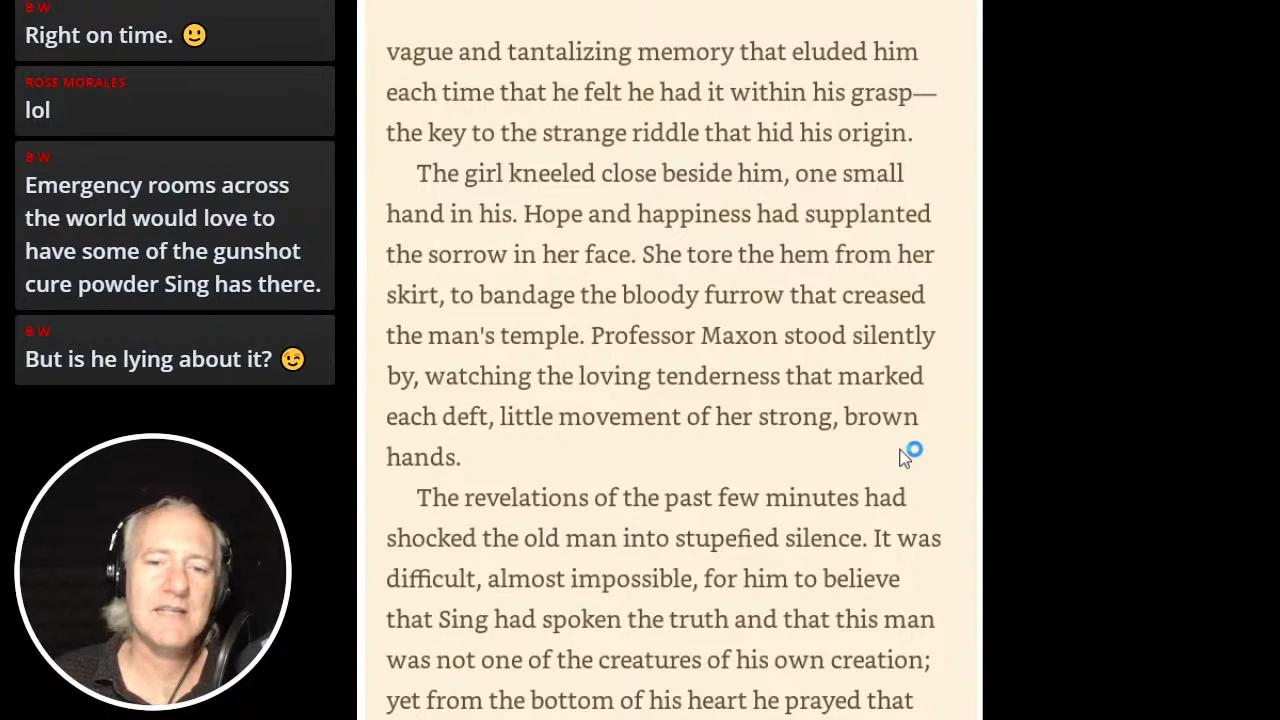 B W
Right on time. 🙂
ROSE MORALES
lol
B W
Emergency rooms across
the world would love to
have some of the gunshot
cure powder Sing has there.
B W
But is he lying about it? 😉
vague and tantalizing memory that eluded him
each time that he felt he had it within his grasp—
the key to the strange riddle that hid his origin.
The girl kneeled close beside him, one small
hand in his. Hope and happiness had supplanted
the sorrow in her face. She tore the hem from her
skirt, to bandage the bloody furrow that creased
the man's temple. Professor Maxon stood silently
by, watching the loving tenderness that marked
each deft, little movement of her strong, brown
hands.
The revelations of the past few minutes had
shocked the old man into stupefied silence. It was
difficult, almost impossible, for him to believe
that Sing had spoken the truth and that this man
was not one of the creatures of his own creation;
yet from the bottom of his heart he prayed that